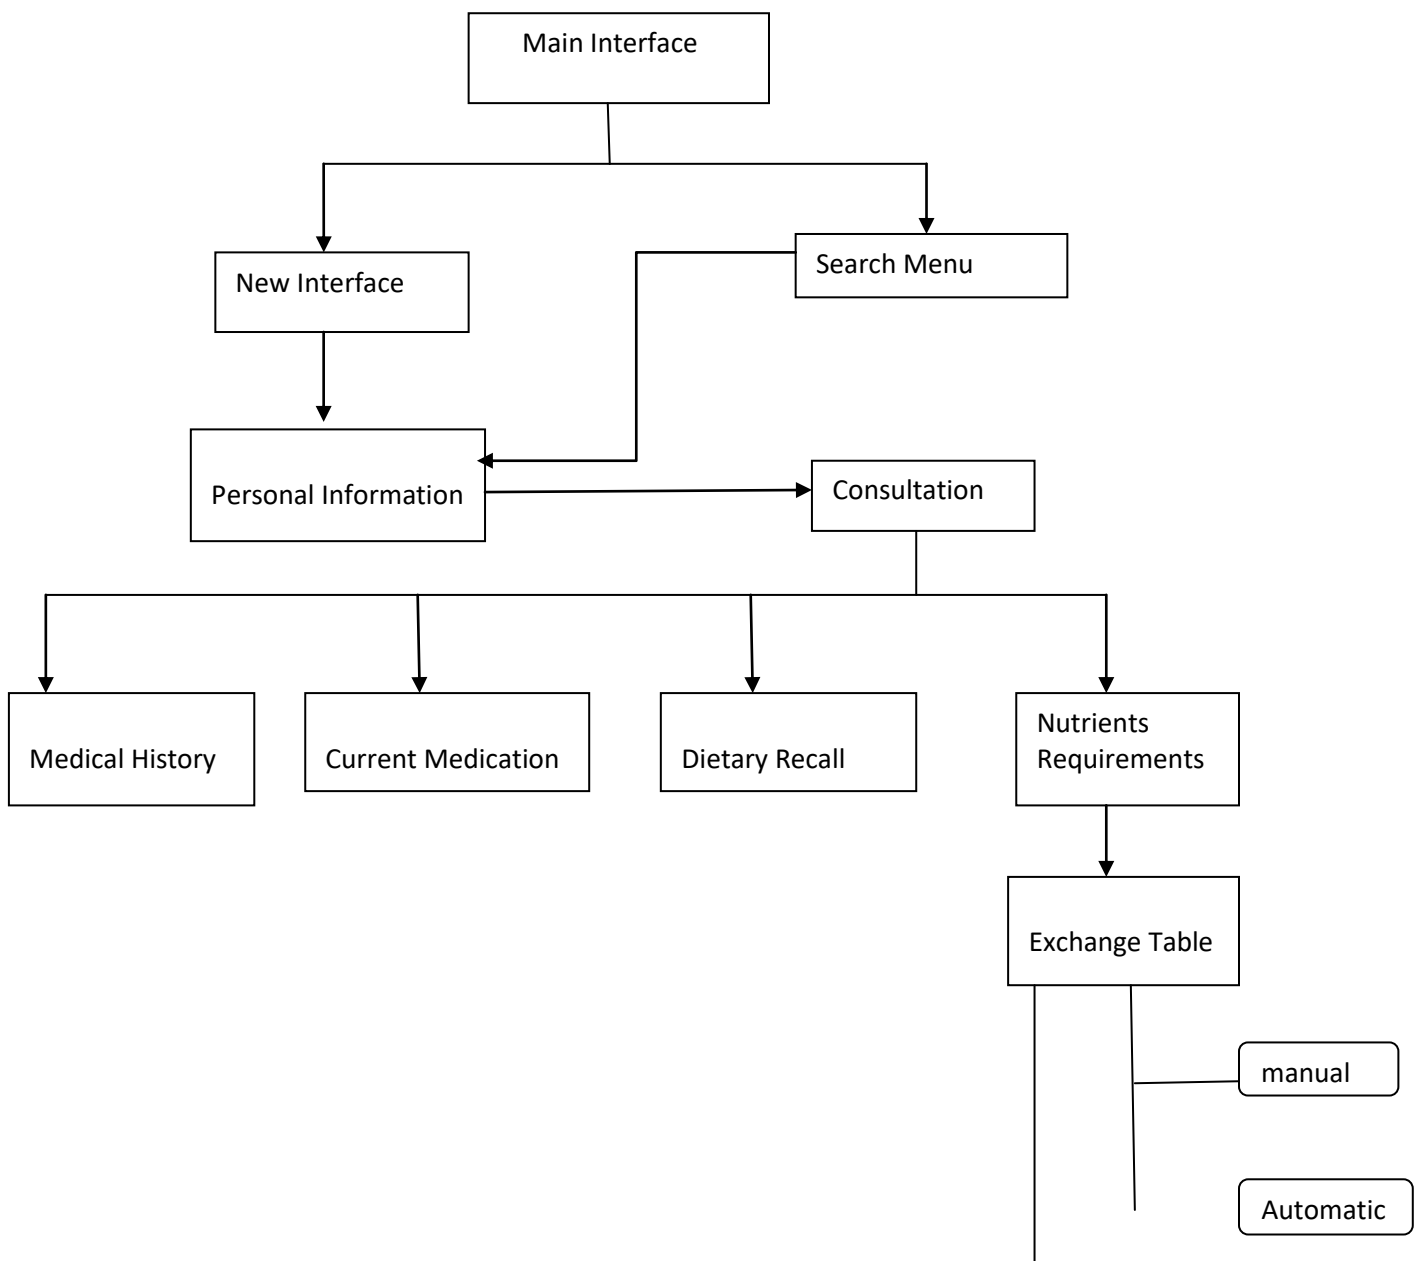 Main Interface
New Interface
Search Menu
Personal Information
Consultation
Medical History
Current Medication
Dietary Recall
Nutrients
Requirements
Exchange Table
manual
Automatic